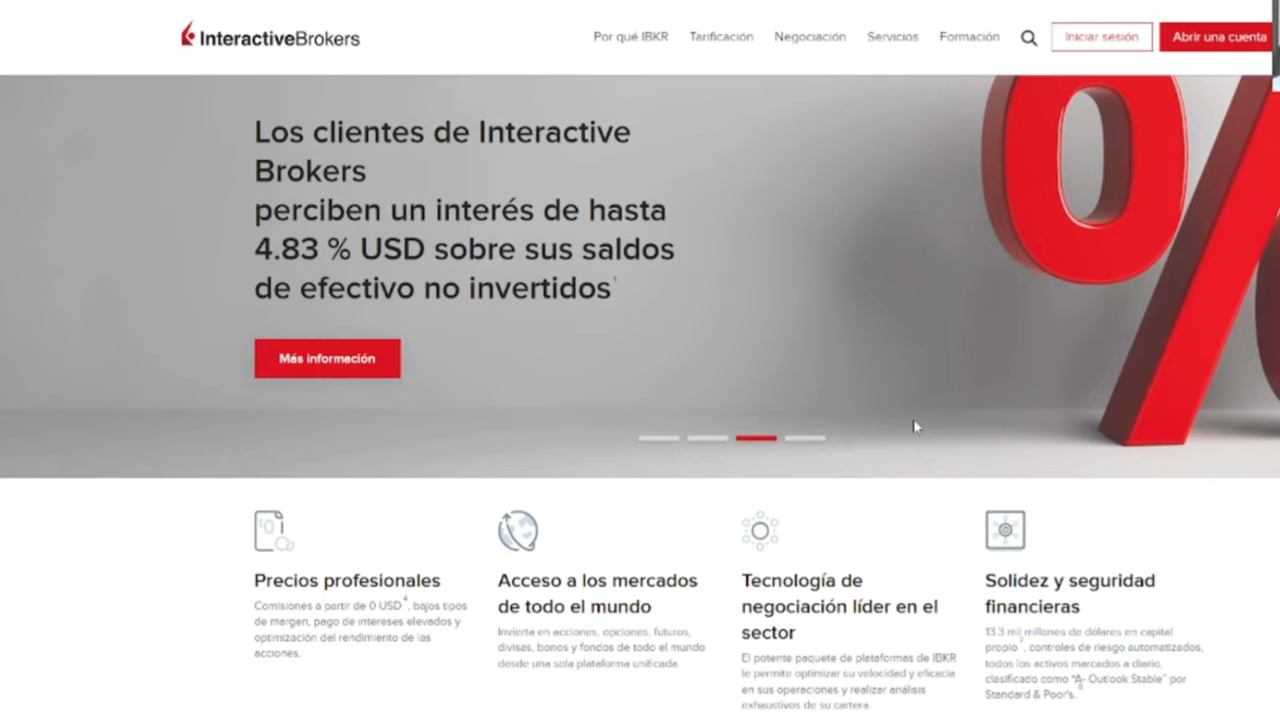 InteractiveBrokers
Por qué IBKR Tarificación Negociación Servicios Formación Iniciar sesión Abrir una cuenta
Los clientes de Interactive
Brokers
perciben un interés de hasta
4.83 % USD sobre sus saldos
de efectivo no invertidos¹
Más información
Precios profesionales
Comisiones a partir de 0 USD⁴, bajos tipos
de margen, pago de intereses elevados y
optimización del rendimiento de las
acciones.
Acceso a los mercados
de todo el mundo
Invierta en acciones, opciones, futuros,
divisas, bonos y fondos de todo el mundo
desde una sola plataforma unificada.
Tecnología de
negociación líder en el
sector
El potente paquete de plataformas de IBKR
le permite optimizar su velocidad y eficacia
en sus operaciones y realizar análisis
exhaustivos de su cartera.
Solidez y seguridad
financieras
13.3 mil millones de dólares en capital
propio⁷, controles de riesgo automatizados,
todos los activos marcados a diario,
clasificado como “A- Outlook Stable” por
Standard & Poor's.⁸